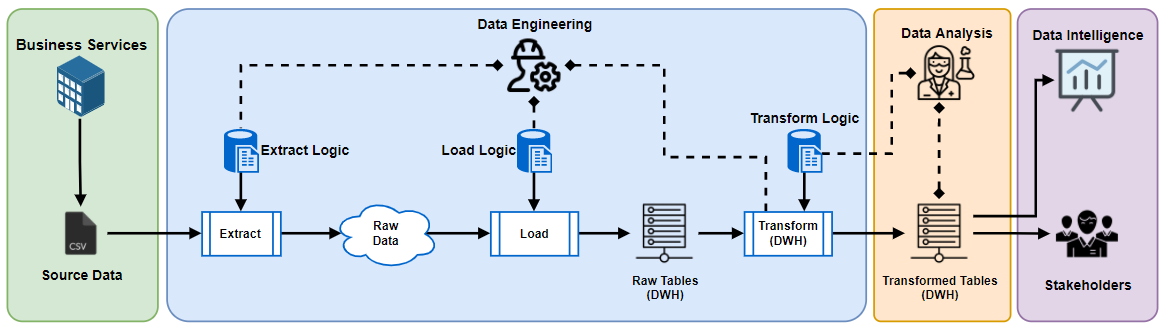 Business Services
CSV
Source Data
Data Engineering
Extract Logic
Load Logic
Transform Logic
Extract
Raw
Data
Load
Raw Tables
(DWH)
Transform
(DWH)
Data Analysis
Transformed Tables
(DWH)
Data Intelligence
Stakeholders